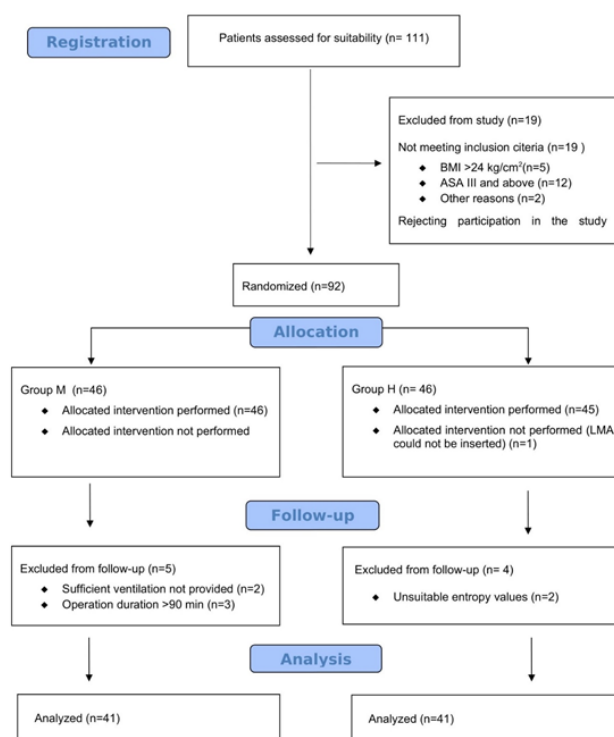 Registration
Patients assessed for suitability (n= 111)
Excluded from study (n=19)
Not meeting inclusion citeria (n=19 )
◆ BMI >24 kg/cm²(n=5)
◆ ASA III and above (n=12)
◆ Other reasons (n=2)
Rejecting participation in the study
Randomized (n=92)
Allocation
Group M (n=46)
◆ Allocated intervention performed (n=46)
◆ Allocated intervention not performed
Group H (n= 46)
◆ Allocated intervention performed (n=45)
◆ Allocated intervention not performed (LMA
could not be inserted) (n=1)
Follow-up
Excluded from follow-up (n=5)
◆ Sufficient ventilation not provided (n=2)
◆ Operation duration >90 min (n=3)
Excluded from follow-up (n= 4)
◆ Unsuitable entropy values (n=2)
Analysis
Analyzed (n=41)
Analyzed (n=41)